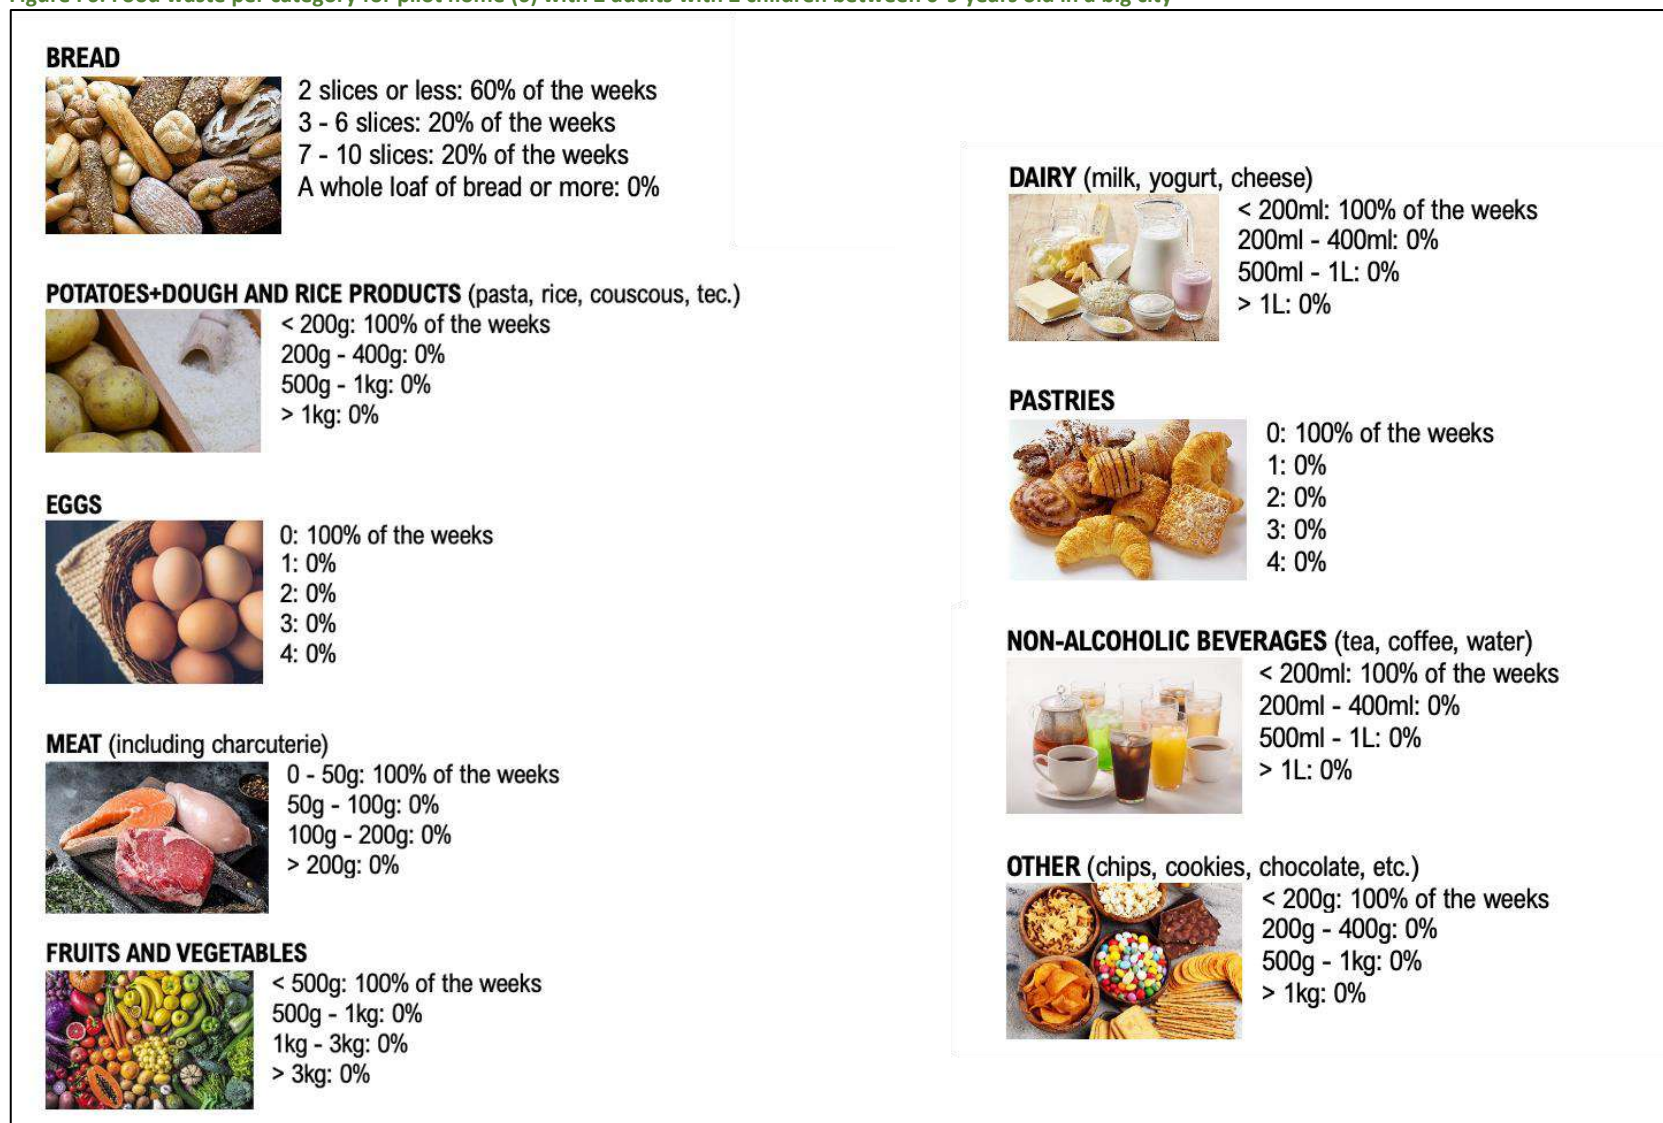 BREAD
2 slices or less: 60% of the weeks
3 - 6 slices: 20% of the weeks
7 - 10 slices: 20% of the weeks
A whole loaf of bread or more: 0%
POTATOES+DOUGH AND RICE PRODUCTS (pasta, rice, couscous, tec.)
< 200g: 100% of the weeks
200g - 400g: 0%
500g - 1kg: 0%
> 1kg: 0%
EGGS
0: 100% of the weeks
1: 0%
2: 0%
3: 0%
4: 0%
MEAT (including charcuterie)
0 - 50g: 100% of the weeks
50g - 100g: 0%
100g - 200g: 0%
> 200g: 0%
FRUITS AND VEGETABLES
< 500g: 100% of the weeks
500g - 1kg: 0%
1kg - 3kg: 0%
> 3kg: 0%
DAIRY (milk, yogurt, cheese)
< 200ml: 100% of the weeks
200ml - 400ml: 0%
500ml - 1L: 0%
> 1L: 0%
PASTRIES
0: 100% of the weeks
1: 0%
2: 0%
3: 0%
4: 0%
NON-ALCOHOLIC BEVERAGES (tea, coffee, water)
< 200ml: 100% of the weeks
200ml - 400ml: 0%
500ml - 1L: 0%
> 1L: 0%
OTHER (chips, cookies, chocolate, etc.)
< 200g: 100% of the weeks
200g - 400g: 0%
500g - 1kg: 0%
> 1kg: 0%